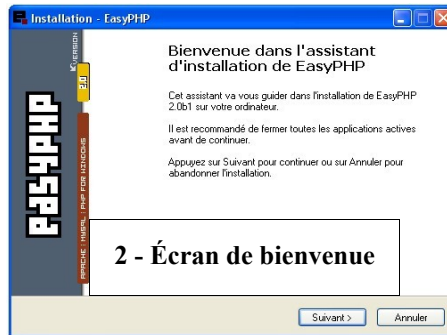 Installation - EasyPHP
Bienvenue dans l'assistant
d'installation de EasyPHP
Cet assistant va vous guider dans l'installation de EasyPHP
2.0b1 sur votre ordinateur.
Il est recommandé de fermer toutes les applications actives
avant de continuer.
Appuyez sur Suivant pour continuer ou sur Annuler pour
abandonner l'installation.
easyphp
APACHE | MYSQL | PHP FOR WINDOWS
VERSION
2 - Écran de bienvenue
Suivant >
Annuler